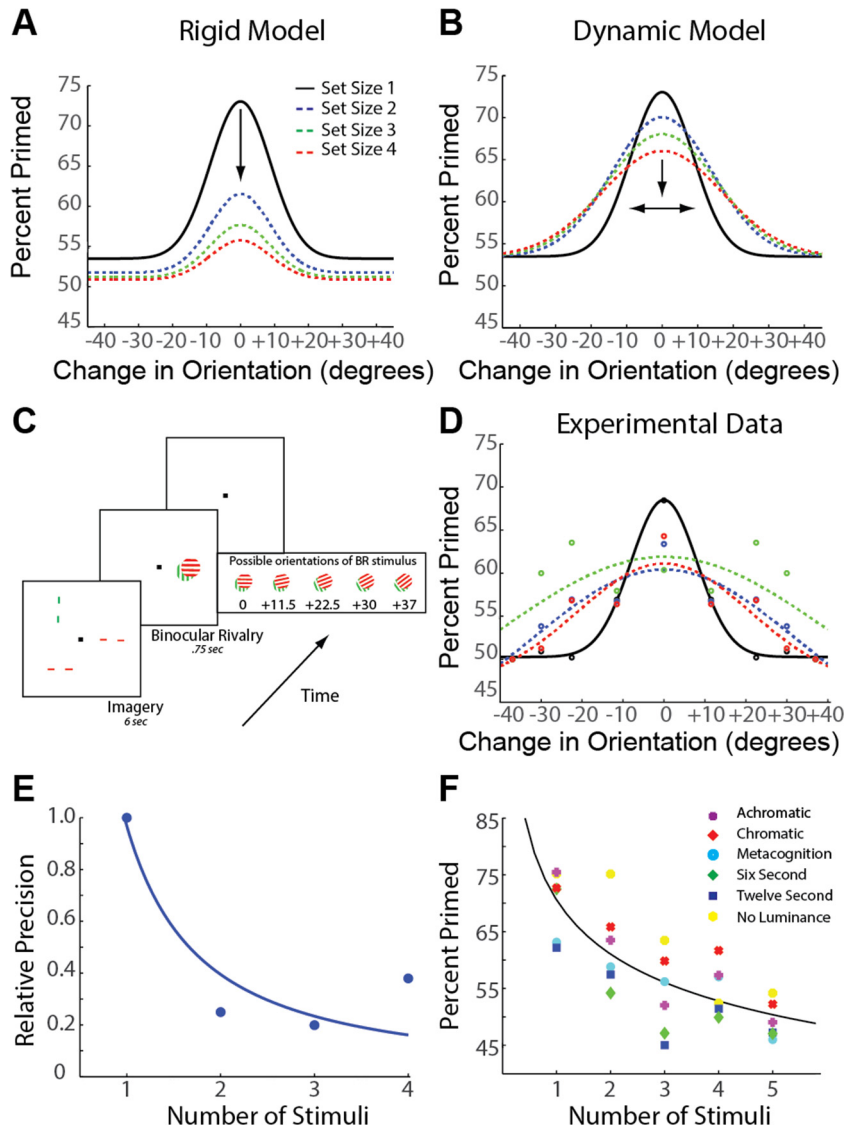 A
Rigid Model
Percent Primed
75
70
65
60
55
50
45
-40 -30 -20 -10 0 +10 +20 +30 +40
Change in Orientation (degrees)
Set Size 1
Set Size 2
Set Size 3
Set Size 4
B
Dynamic Model
Percent Primed
75
70
65
60
55
50
45
-40 -30 -20 -10 0 +10 +20 +30 +40
Change in Orientation (degrees)
C
Possible orientations of BR stimulus
0 +11.5 +22.5 +30 +37
Binocular Rivalry
.75 sec
Imagery
6 sec
Time
D
Experimental Data
Percent Primed
75
70
65
60
55
50
45
-40 -30 -20 -10 0 +10 +20 +30 +40
Change in Orientation (degrees)
E
Relative Precision
1.0
0.8
0.6
0.4
0.2
0
1 2 3 4
Number of Stimuli
F
Percent Primed
85
75
65
55
45
1 2 3 4 5
Number of Stimuli
Achromatic
Chromatic
Metacognition
Six Second
Twelve Second
No Luminance